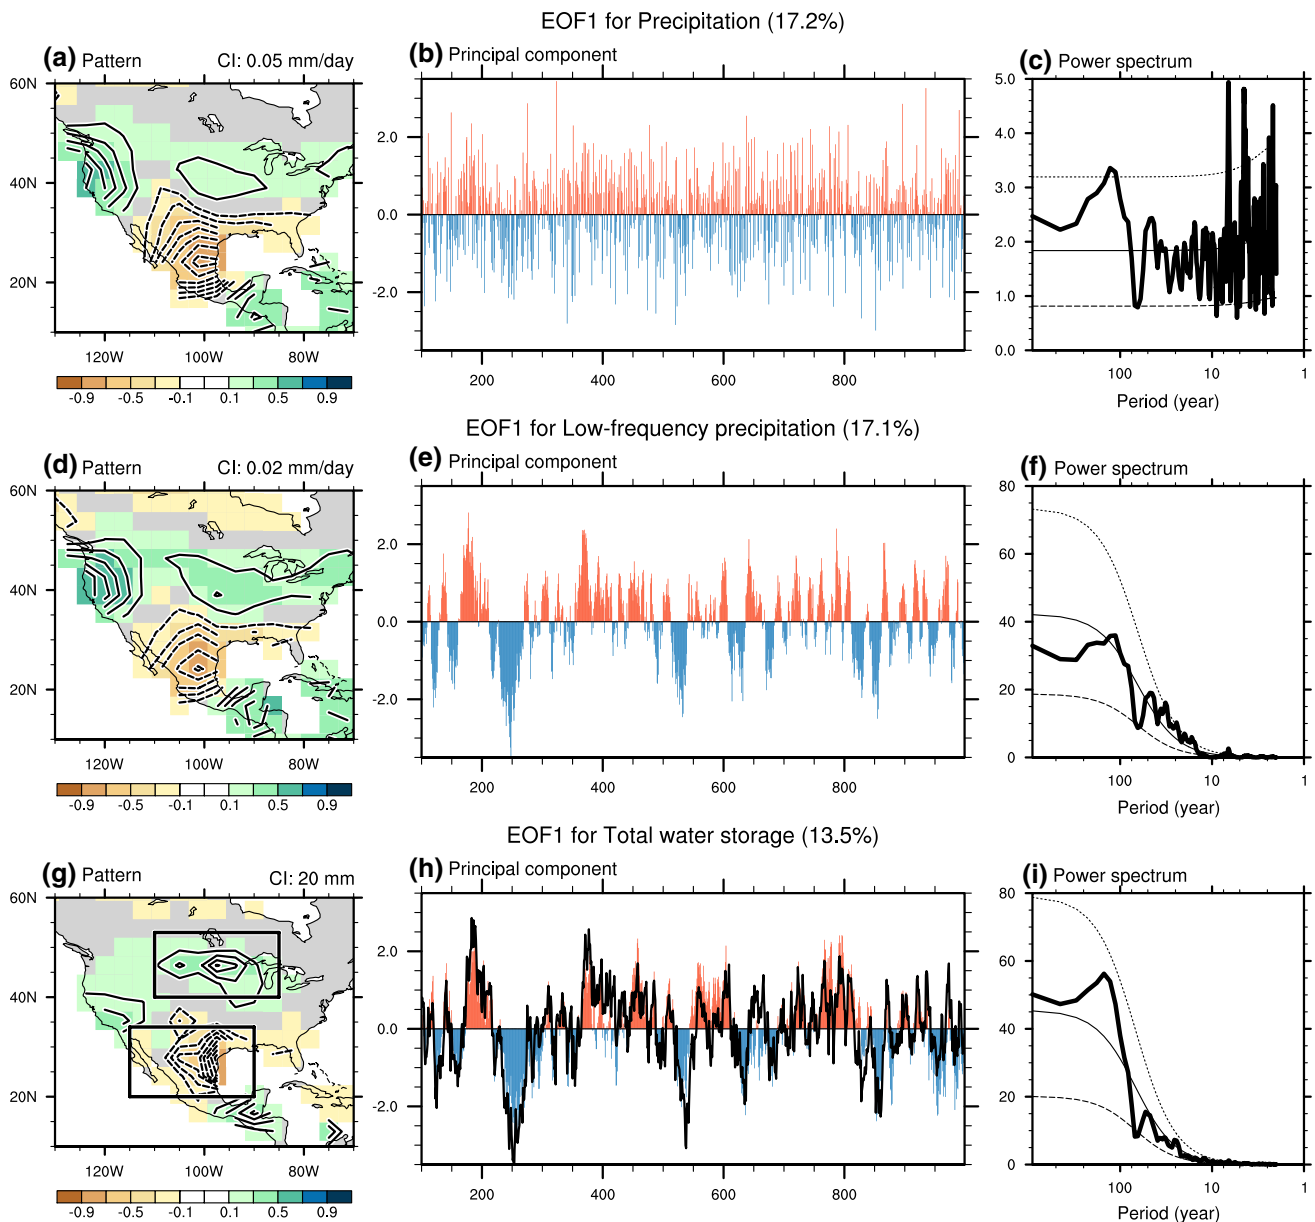 EOF1 for Precipitation (17.2%)
(a) Pattern CI: 0.05 mm/day
60N
40N
20N
120W 100W 80W
-0.9 -0.5 -0.1 0.1 0.5 0.9
(b) Principal component
2.0
0.0
-2.0
200 400 600 800
(c) Power spectrum
5.0
4.0
3.0
2.0
1.0
0.0
100 10 1
Period (year)
EOF1 for Low-frequency precipitation (17.1%)
(d) Pattern CI: 0.02 mm/day
60N
40N
20N
120W 100W 80W
-0.9 -0.5 -0.1 0.1 0.5 0.9
(e) Principal component
2.0
0.0
-2.0
200 400 600 800
(f) Power spectrum
80
60
40
20
0
100 10 1
Period (year)
EOF1 for Total water storage (13.5%)
(g) Pattern CI: 20 mm
60N
40N
20N
120W 100W 80W
-0.9 -0.5 -0.1 0.1 0.5 0.9
(h) Principal component
2.0
0.0
-2.0
200 400 600 800
(i) Power spectrum
80
60
40
20
0
100 10 1
Period (year)